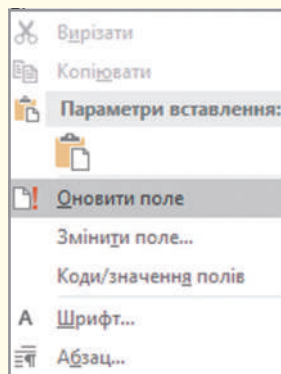 Вирізати
Копіювати
Параметри вставлення:
Оновити поле
Змінити поле...
Коди/значення полів
А Шрифт...
Абзац...